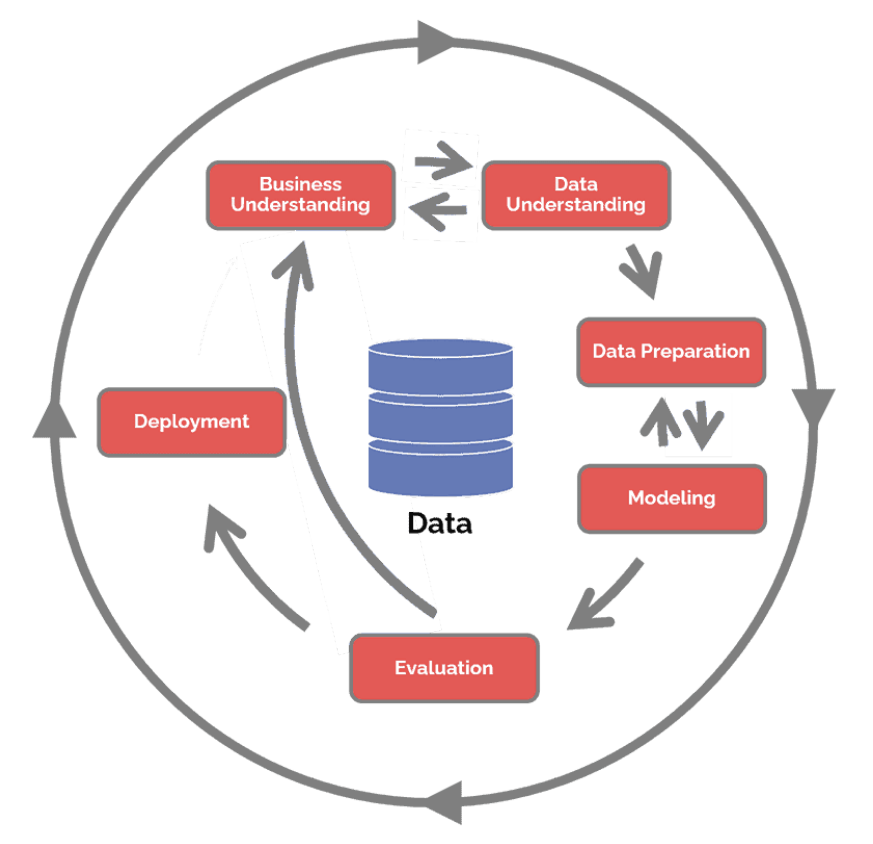 Business
Understanding
Data
Understanding
Data Preparation
Deployment
Modeling
Data
Evaluation